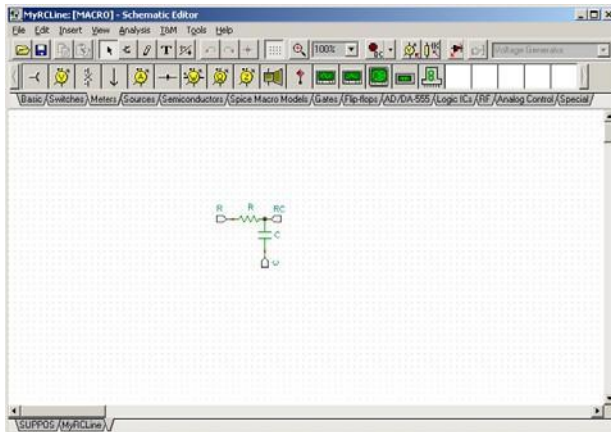 MyRCLine: [MACRO] - Schematic Editor
File Edit Insert View Analysis T&M Tools Help
100% Voltage Generator
Basic Switches Meters Sources Semiconductors Spice Macro Models Gates Flip-flops AD/DA-555 Logic ICs RF Analog Control Special
R R RC
C
SUPPOS MyRCLine